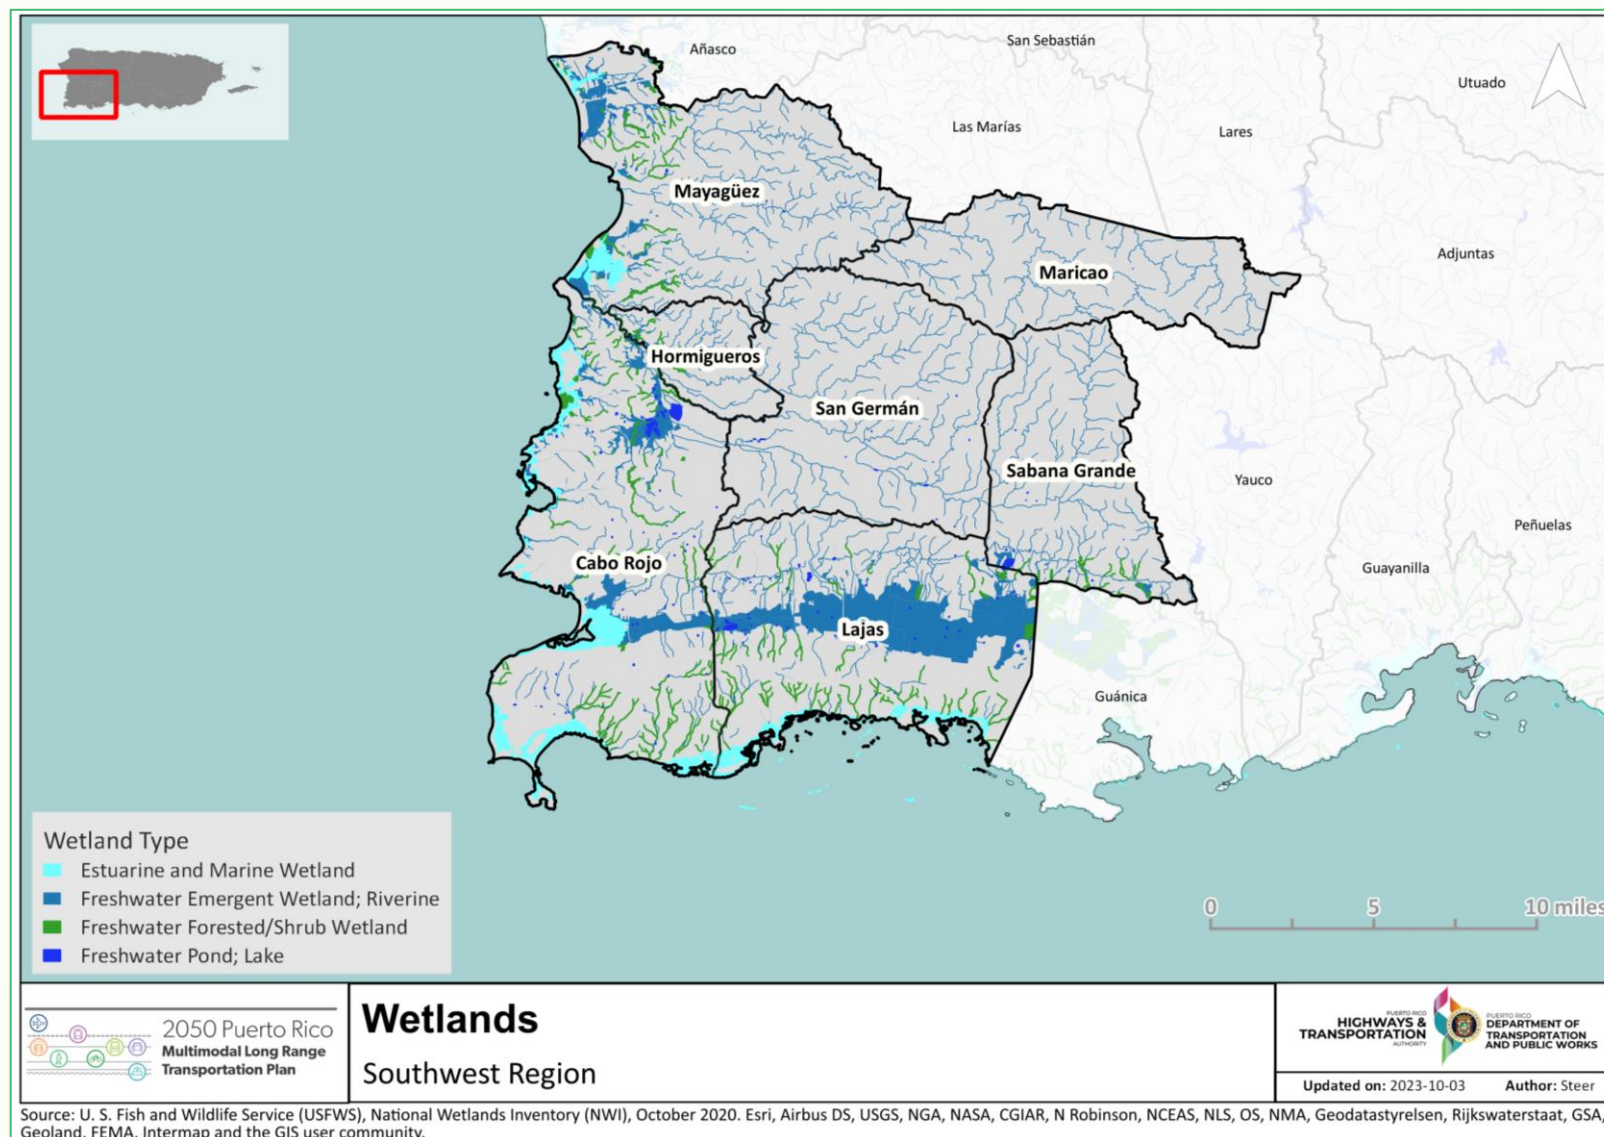 Añasco
San Sebastián
Utuado
Las Marías
Lares
Mayagüez
Adjuntas
Maricao
Hormigueros
San Germán
Sabana Grande
Yauco
Peñuelas
Cabo Rojo
Guayanilla
Lajas
Guánica
Wetland Type
Estuarine and Marine Wetland
Freshwater Emergent Wetland; Riverine
Freshwater Forested/Shrub Wetland
Freshwater Pond; Lake
0 5 10 miles
2050 Puerto Rico
Multimodal Long Range
Transportation Plan
Wetlands
Southwest Region
PUERTO RICO
HIGHWAYS &
TRANSPORTATION
AUTHORITY
PUERTO RICO
DEPARTMENT OF
TRANSPORTATION
AND PUBLIC WORKS
Updated on: 2023-10-03 Author: Steer
Source: U. S. Fish and Wildlife Service (USFWS), National Wetlands Inventory (NWI), October 2020. Esri, Airbus DS, USGS, NGA, NASA, CGIAR, N Robinson, NCEAS, NLS, OS, NMA, Geodatastyrelsen, Rijkswaterstaat, GSA,
Geoland, FEMA, Intermap and the GIS user community.